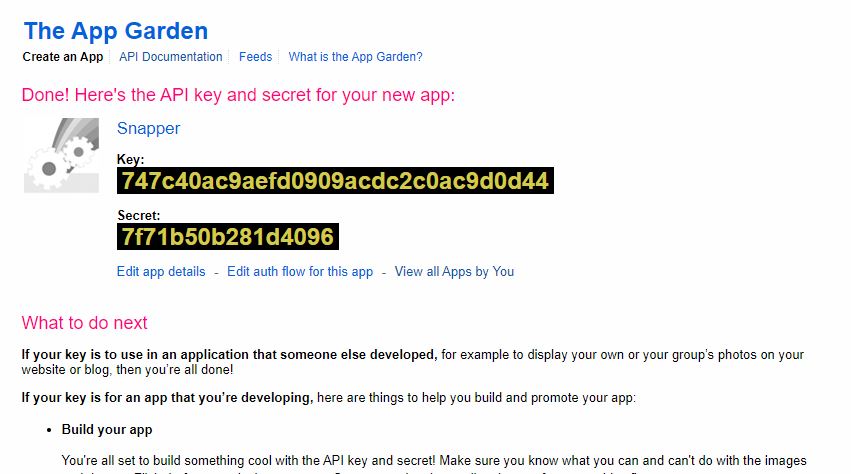 The App Garden
Create an App API Documentation Feeds What is the App Garden?
Done! Here's the API key and secret for your new app:
Snapper
Key:
747c40ac9aefd0909acdc2c0ac9d0d44
Secret:
7f71b50b281d4096
Edit app details - Edit auth flow for this app - View all Apps by You
What to do next
If your key is to use in an application that someone else developed, for example to display your own or your group's photos on your
website or blog, then you're all done!
If your key is for an app that you're developing, here are things to help you build and promote your app:
• Build your app
You're all set to build something cool with the API key and secret! Make sure you know what you can and can't do with the images